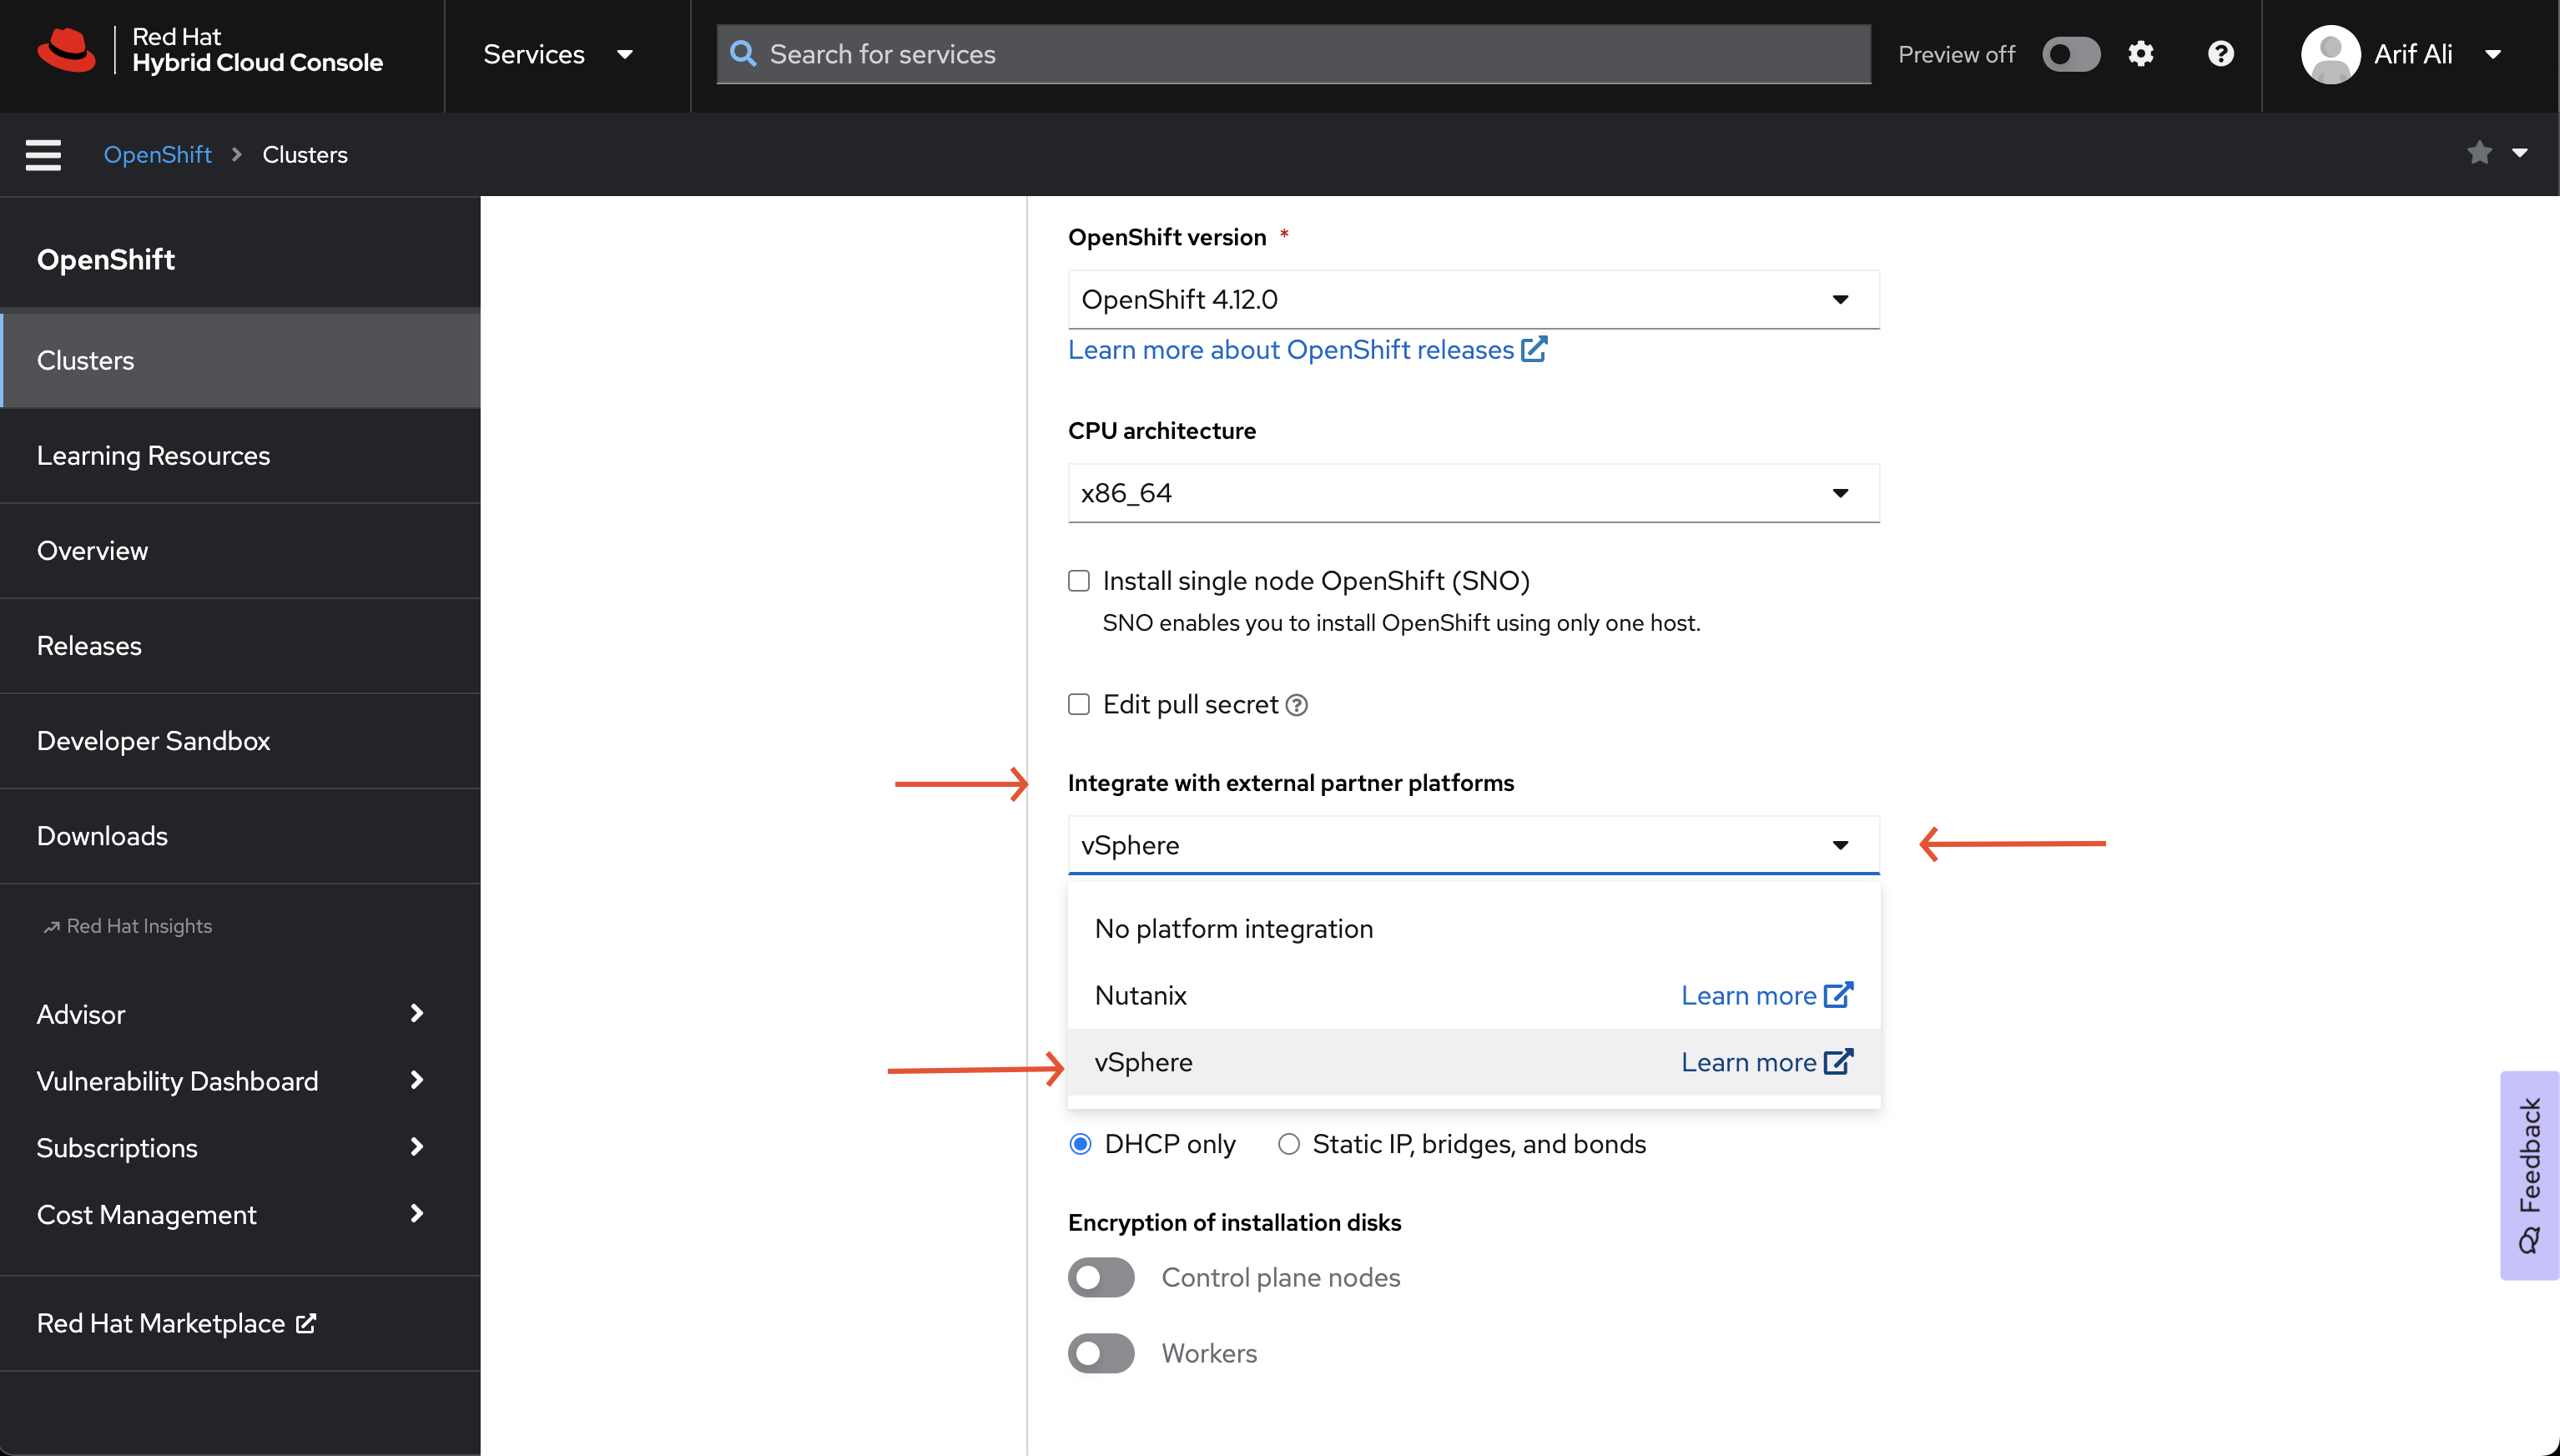 Red Hat
Hybrid Cloud Console
Services
Search for services
Preview off
Arif Ali
OpenShift
Clusters
OpenShift
Clusters
Learning Resources
Overview
Releases
Developer Sandbox
Downloads
Red Hat Insights
Advisor
Vulnerability Dashboard
Subscriptions
Cost Management
Red Hat Marketplace
OpenShift version *
OpenShift 4.12.0
Learn more about OpenShift releases
CPU architecture
x86_64
Install single node OpenShift (SNO)
SNO enables you to install OpenShift using only one host.
Edit pull secret
Integrate with external partner platforms
vSphere
No platform integration
Nutanix Learn more
vSphere Learn more
DHCP only Static IP, bridges, and bonds
Encryption of installation disks
Control plane nodes
Workers
Feedback